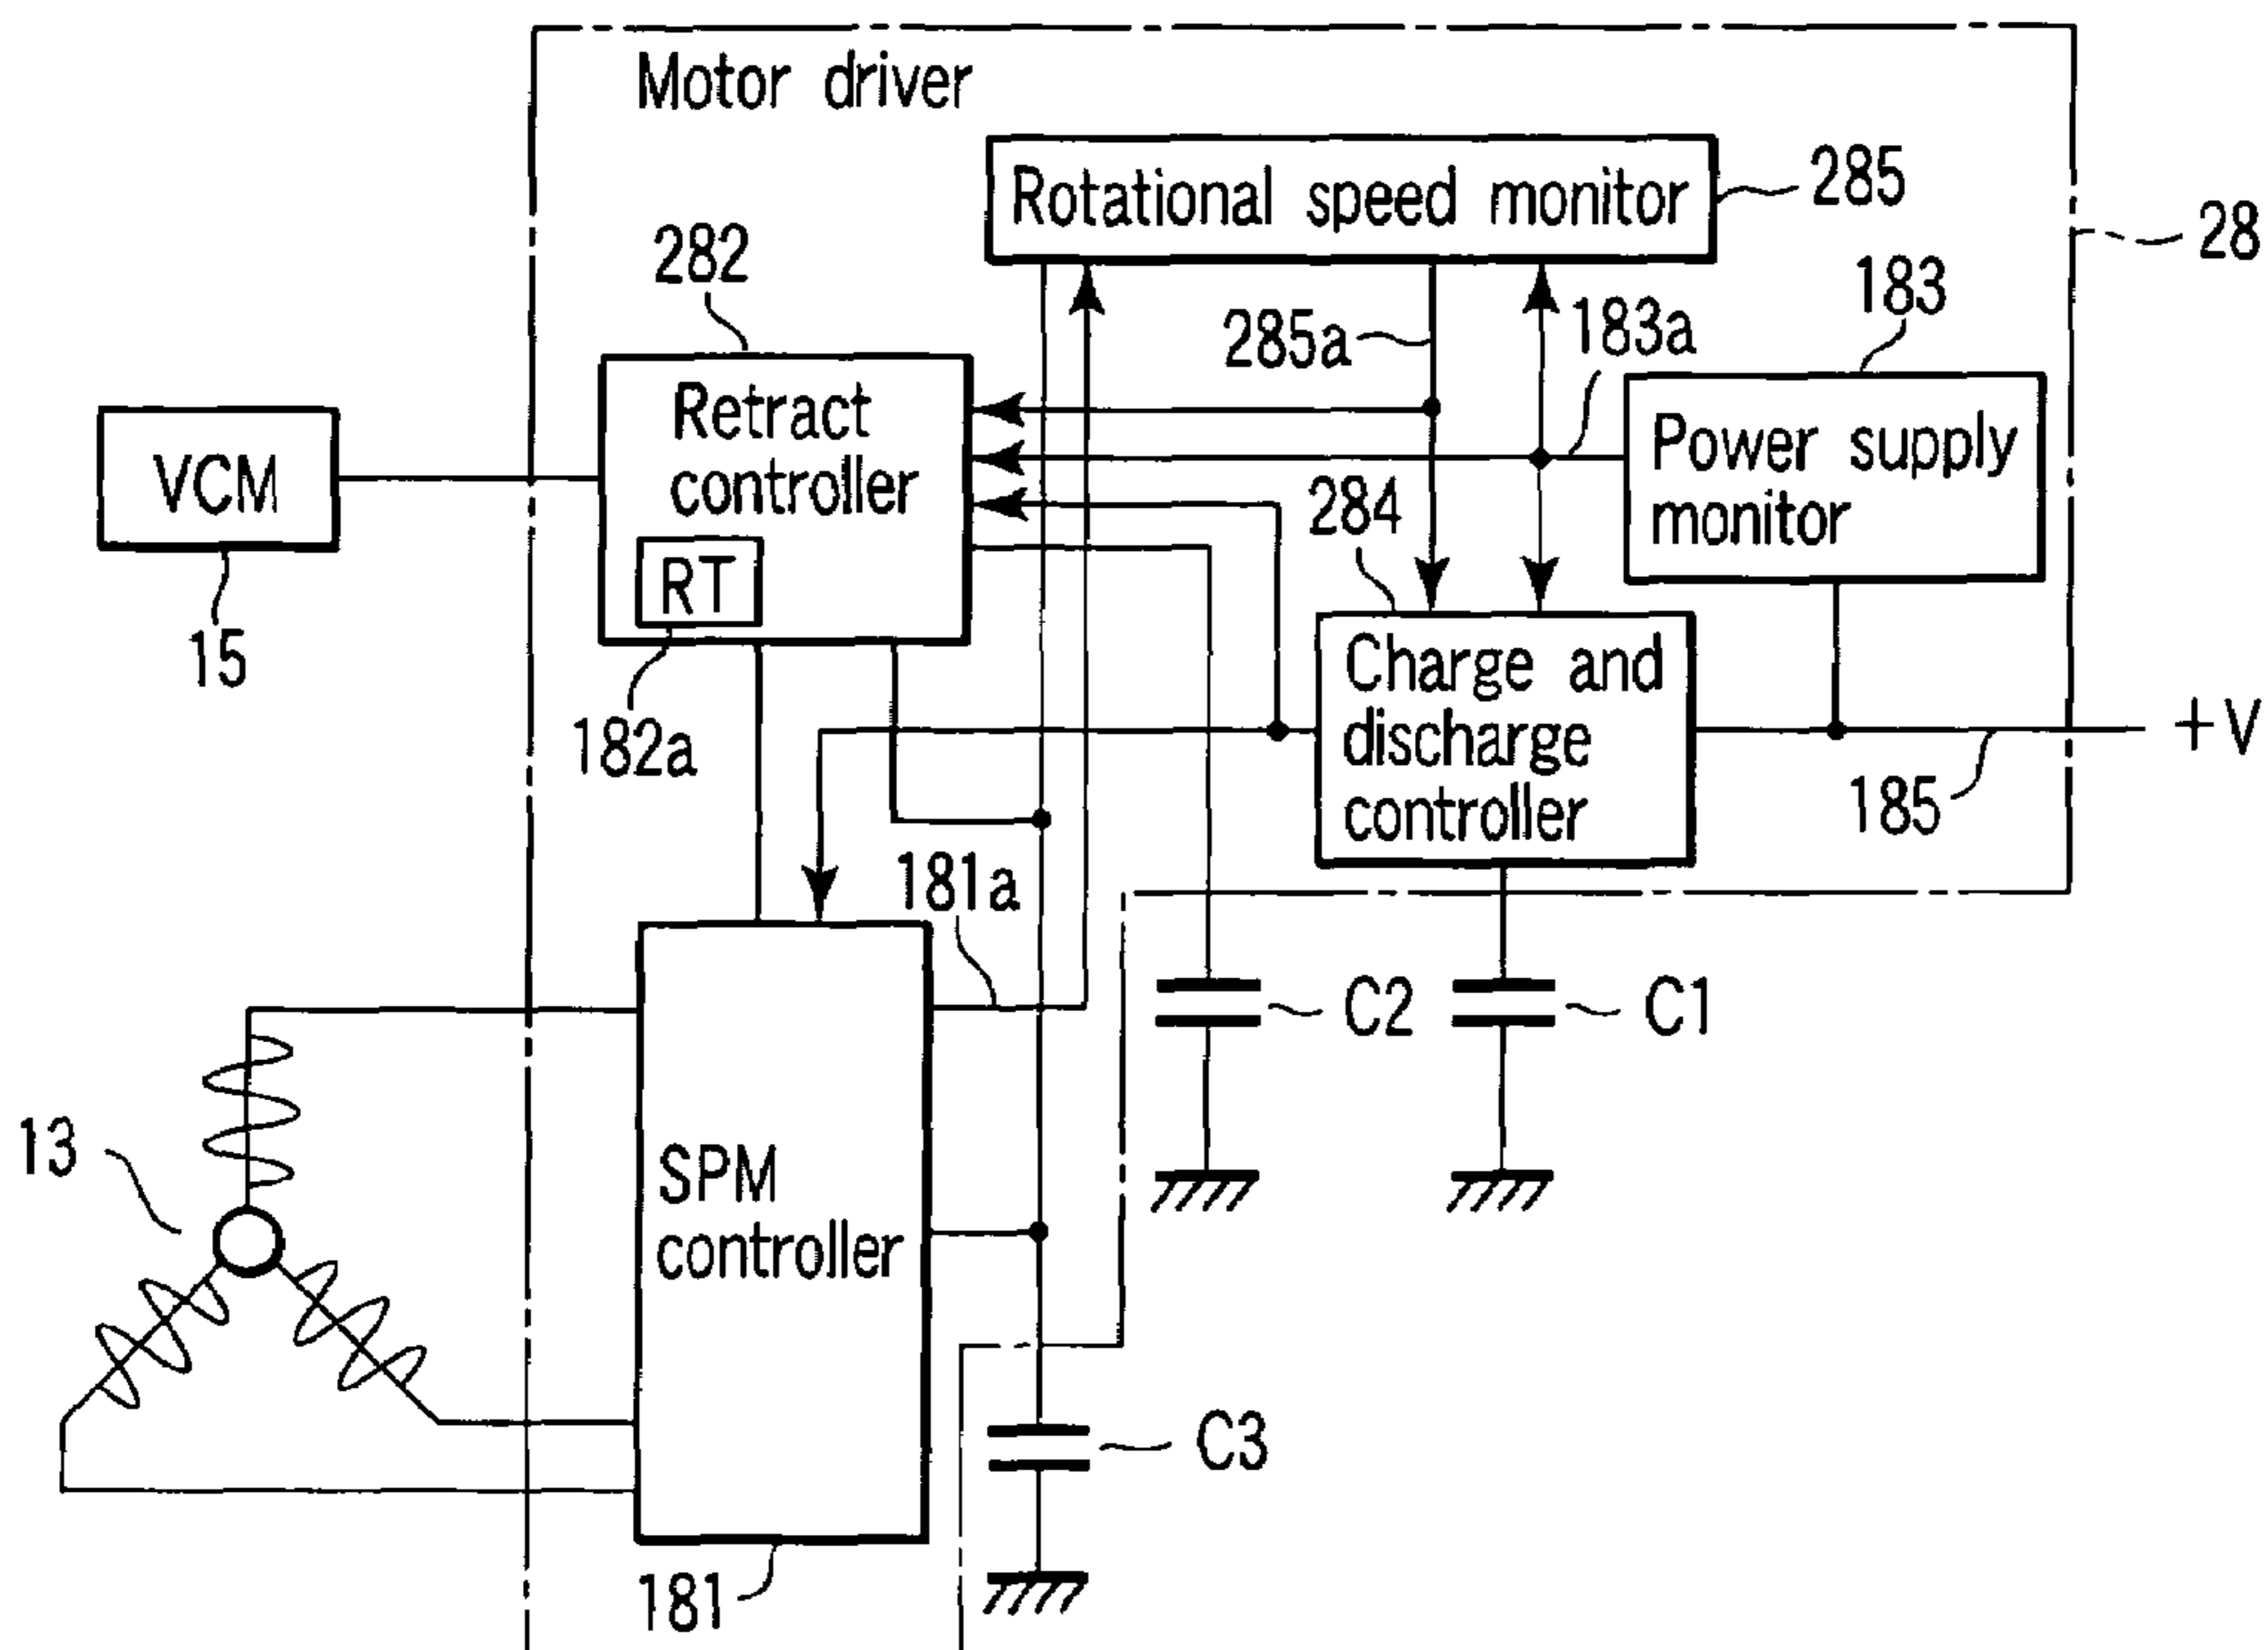 Motor driver
Rotational speed monitor
285
28
282
285a
183a
183
Retract
controller
VCM
Power supply
monitor
284
RT
15
182a
Charge and
discharge
controller
+V
185
181a
C2
C1
13
SPM
controller
C3
181